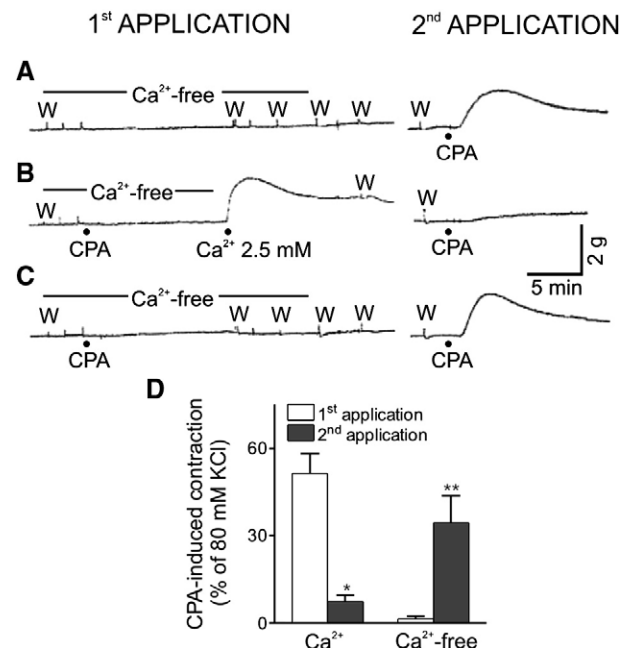 1st APPLICATION 2nd APPLICATION
A
Ca2+-free
W W W W W W
CPA
B
Ca2+-free W
W W
CPA Ca2+ 2.5 mM CPA
2 g
5 min
C
Ca2+-free
W W W W W W
CPA CPA
D
CPA-induced contraction
(% of 80 mM KCl)
1st application
2nd application
60
30
0
*
**
Ca2+ Ca2+-free